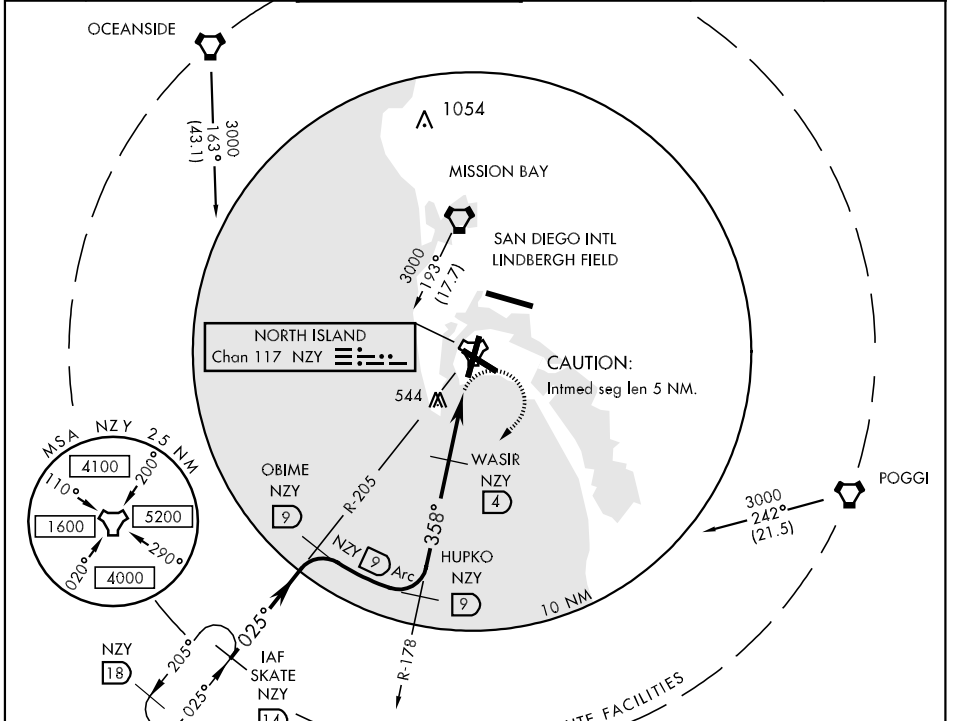 OCEANSIDE
3000
163°
(43.1)
1054
MISSION BAY
3000
193°
(17.7)
SAN DIEGO INTL
LINDBERGH FIELD
NORTH ISLAND
Chan 117 NZY
CAUTION:
Intmed seg len 5 NM.
544
MSA NZY 25 NM
4100
110°
200°
1600
5200
020°
290°
4000
OBIME
NZY
9
R-205
WASIR
NZY
4
358°
NZY 9 Arc
HUPKO
NZY
9
R-178
10 NM
POGGI
3000
242°
(21.5)
025°
NZY
18
205°
025°
IAF
SKATE
NZY
14
FACILITIES